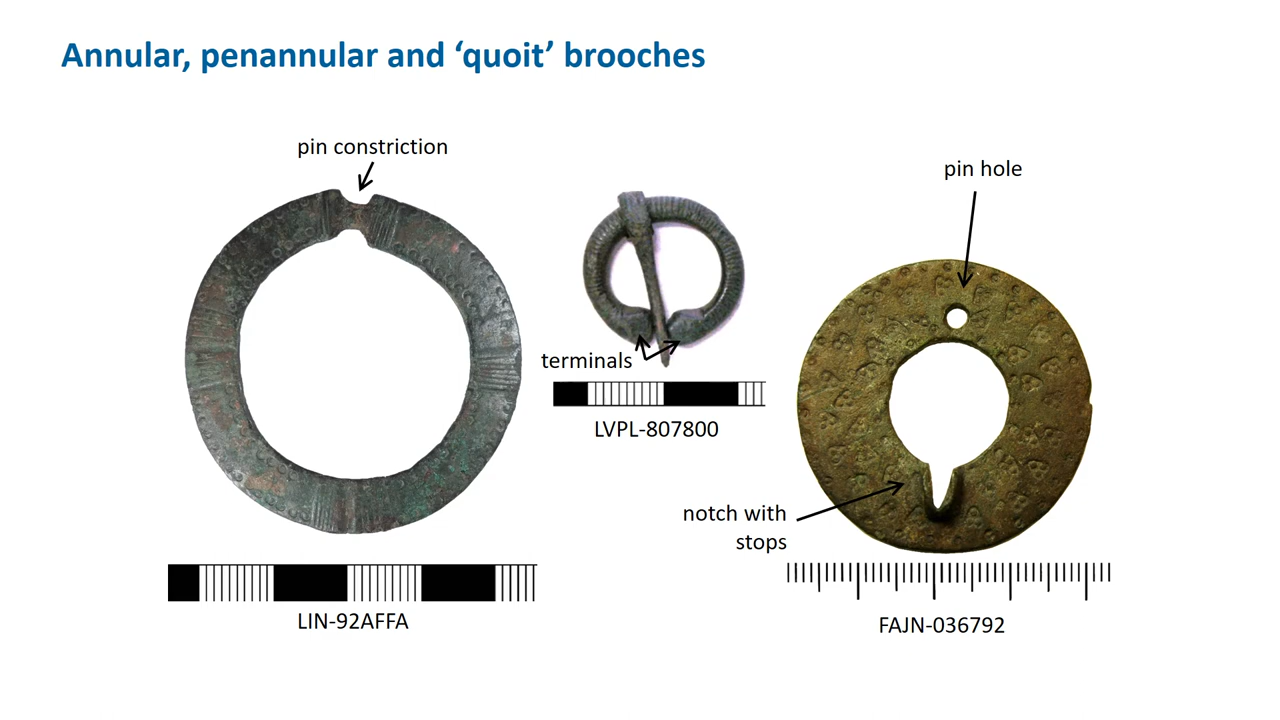 Annular, penannular and ‘quoit’ brooches
pin constriction
pin hole
terminals
LVPL-807800
notch with
stops
LIN-92AFFA
FAJN-036792